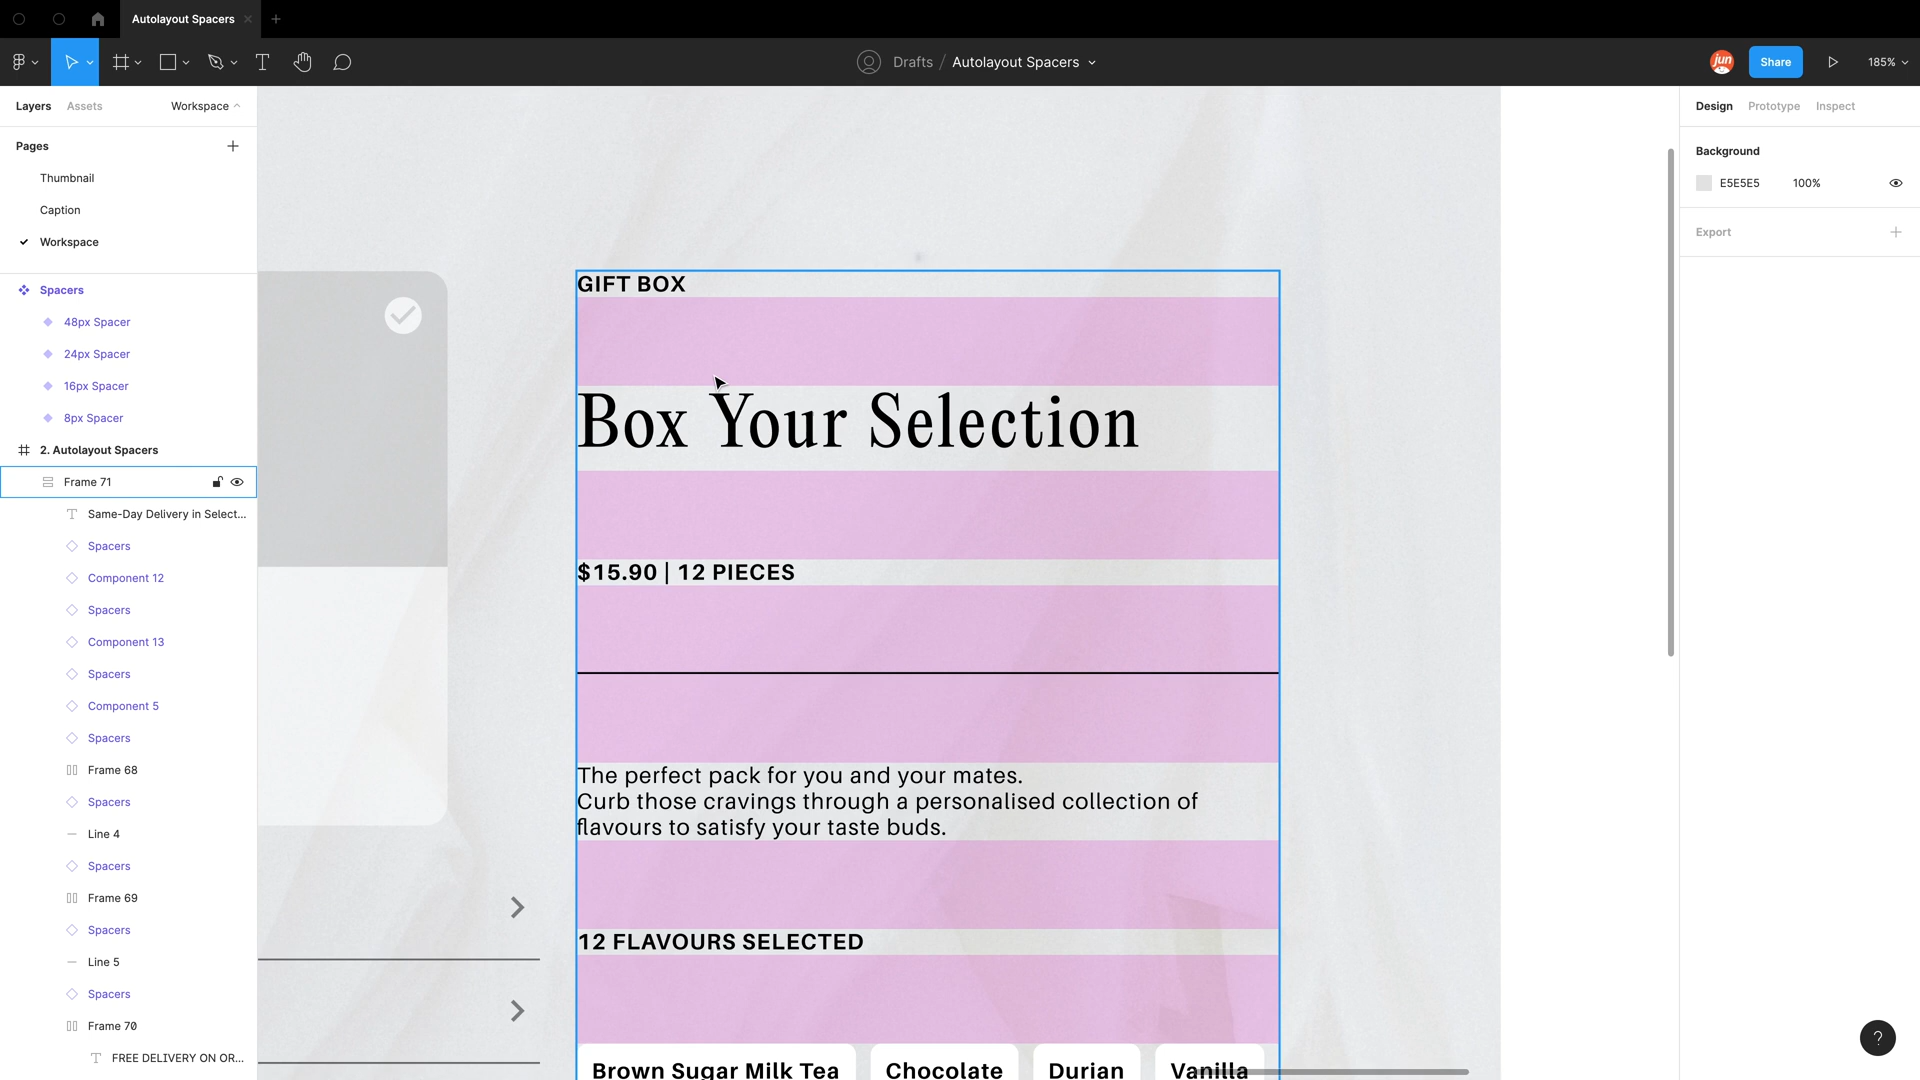 Autolayout Spacers
Drafts / Autolayout Spacers
jun
Share
185%
Layers
Assets
Workspace
Pages
Thumbnail
Caption
Workspace
Spacers
48px Spacer
24px Spacer
16px Spacer
8px Spacer
2. Autolayout Spacers
Frame 71
Same-Day Delivery in Select...
Spacers
Component 12
Spacers
Component 13
Spacers
Component 5
Spacers
Frame 68
Spacers
Line 4
Spacers
Frame 69
Spacers
Line 5
Spacers
Frame 70
FREE DELIVERY ON OR...
GIFT BOX
Box Your Selection
$15.90 | 12 PIECES
The perfect pack for you and your mates.
Curb those cravings through a personalised collection of
flavours to satisfy your taste buds.
12 FLAVOURS SELECTED
Brown Sugar Milk Tea
Chocolate
Durian
Vanilla
Design
Prototype
Inspect
Background
E5E5E5
100%
Export
?